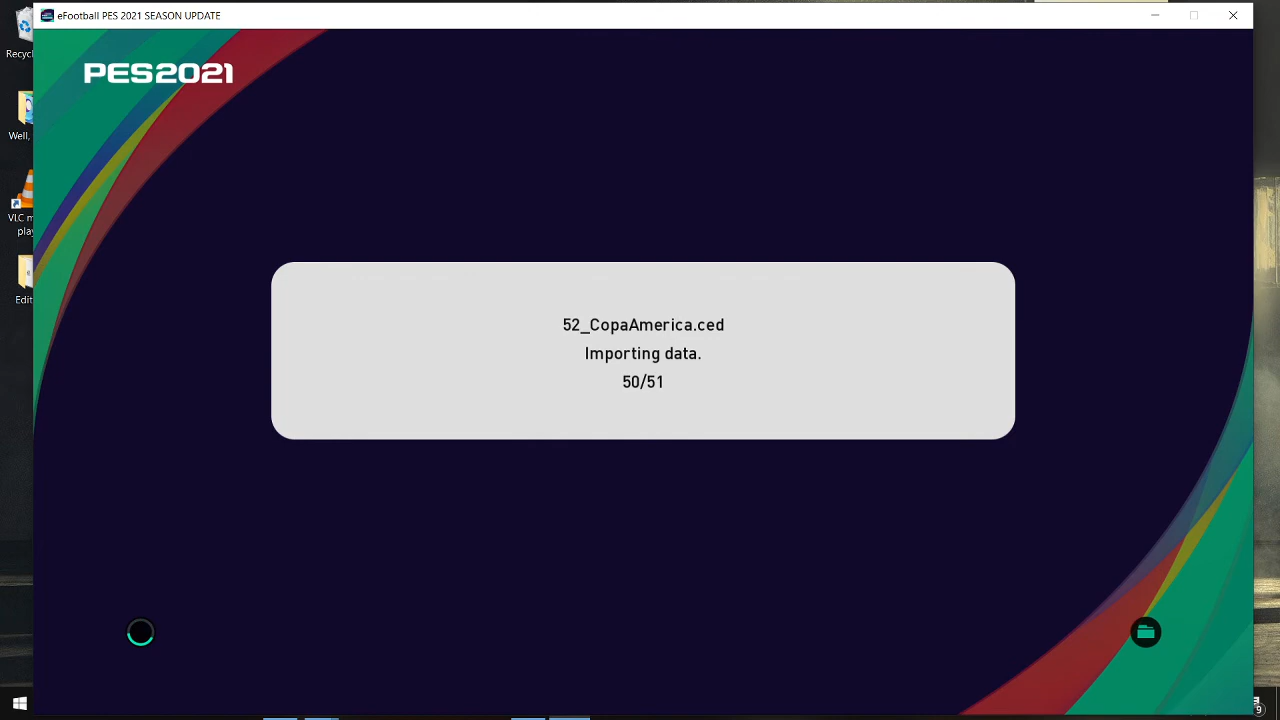 eFootball PES 2021 SEASON UPDATE
PES2021
52_CopaAmerica.ced
Importing data.
50/51